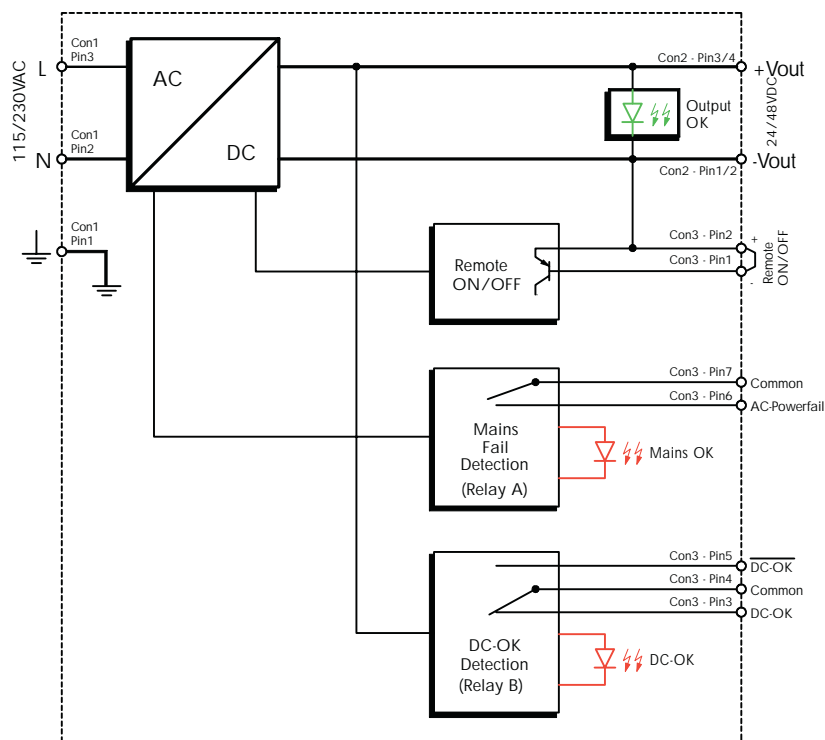 115/230VAC
L
Con1
Pin3
AC
DC
Con2 - Pin3/4
+Vout
Output
OK
24/48VDC
N
Con1
Pin2
Con2 - Pin1/2
-Vout
Con1
Pin1
Remote
ON/OFF
Con3 - Pin2
+
Con3 - Pin1
-
Remote
ON/OFF
Mains
Fail
Detection
(Relay A)
Con3 - Pin7
Common
Con3 - Pin6
AC-Powerfail
Mains OK
DC-OK
Detection
(Relay B)
Con3 - Pin5
DC-OK
Con3 - Pin4
Common
Con3 - Pin3
DC-OK
DC-OK